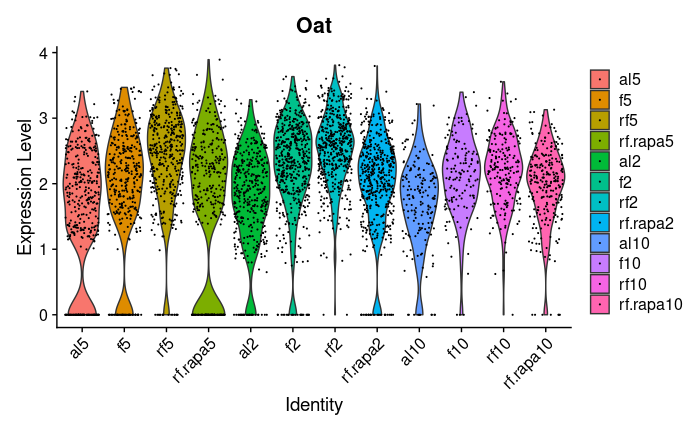 Oat
Expression Level
4
3
2
1
0
al5
f5
rf5
rf.rapa5
al2
f2
rf2
rf.rapa2
al10
f10
rf10
rf.rapa10
Identity
al5
f5
rf5
rf.rapa5
al2
f2
rf2
rf.rapa2
al10
f10
rf10
rf.rapa10